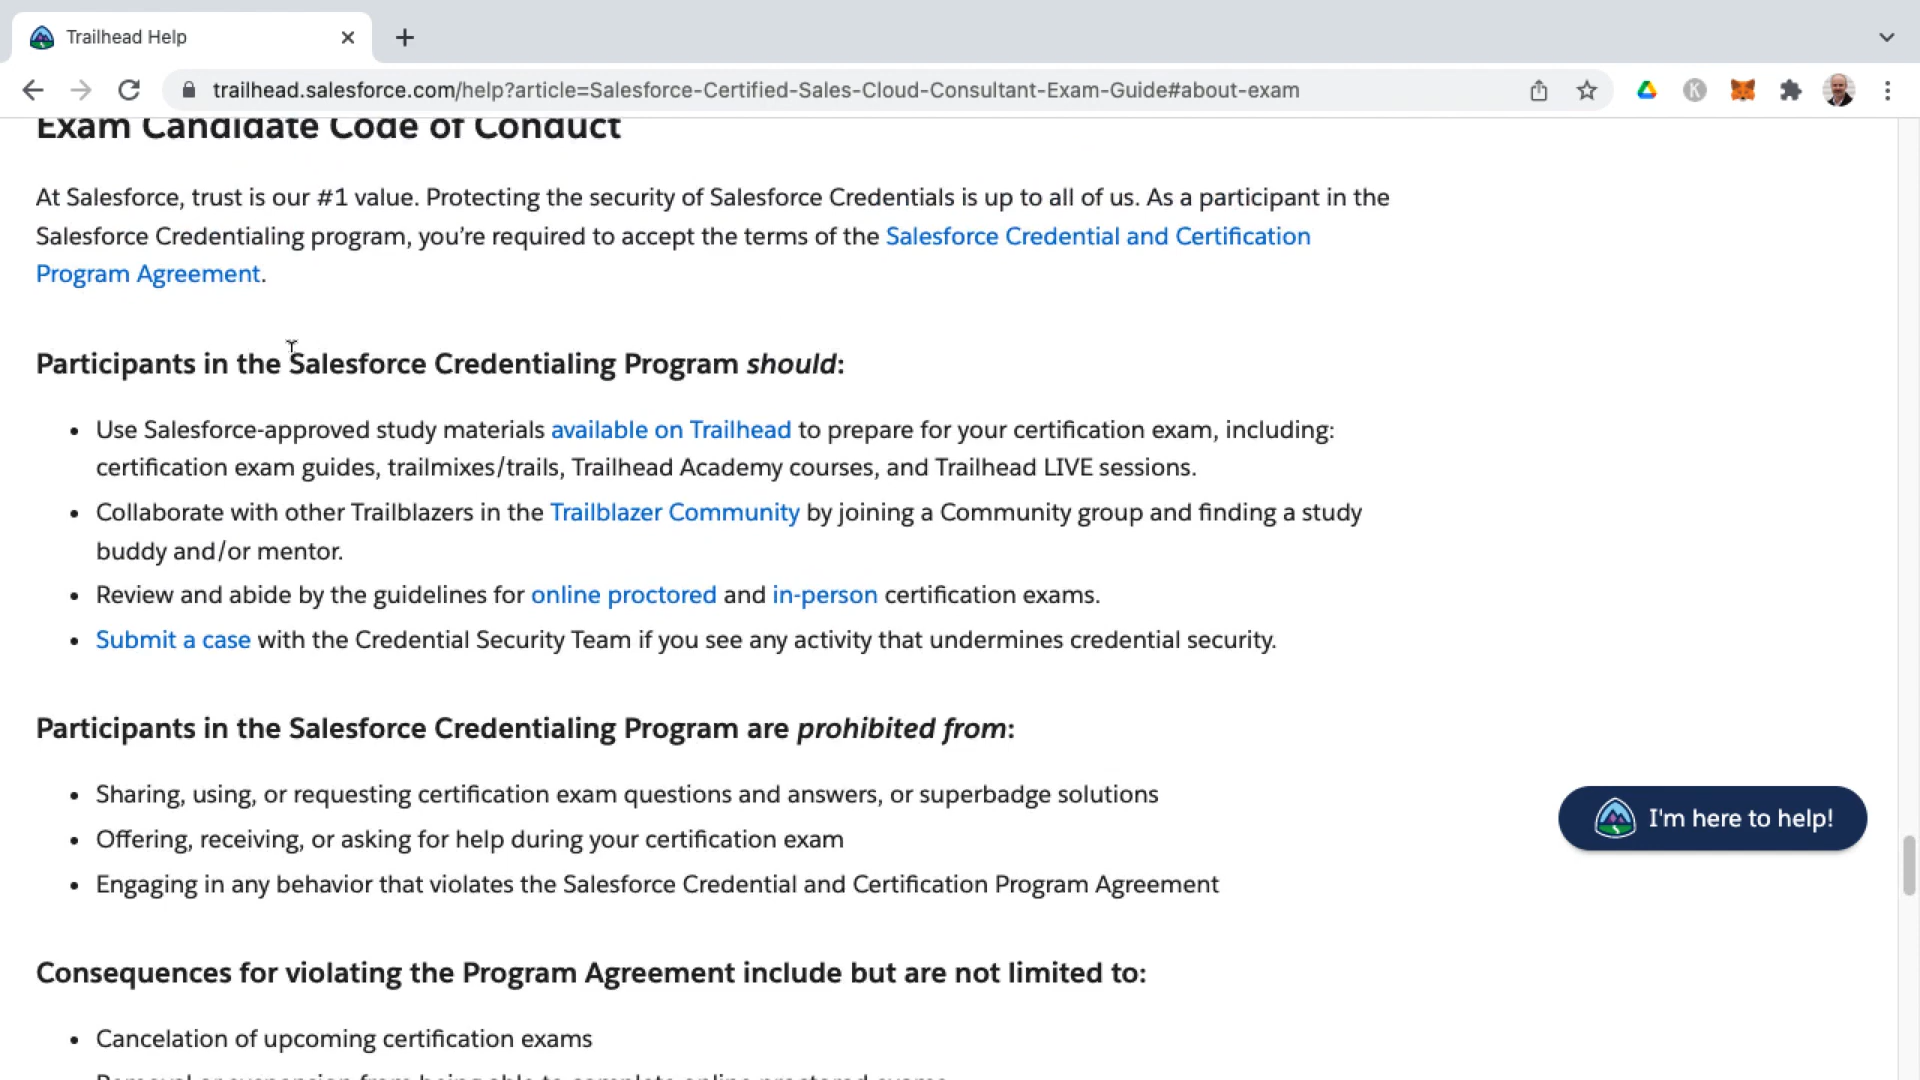 Trailhead Help
trailhead.salesforce.com/help?article=Salesforce-Certified-Sales-Cloud-Consultant-Exam-Guide#about-exam
K
Exam Candidate Code of Conduct
At Salesforce, trust is our #1 value. Protecting the security of Salesforce Credentials is up to all of us. As a participant in the
Salesforce Credentialing program, you’re required to accept the terms of the Salesforce Credential and Certification
Program Agreement.
Participants in the Salesforce Credentialing Program should:
• Use Salesforce-approved study materials available on Trailhead to prepare for your certification exam, including:
certification exam guides, trailmixes/trails, Trailhead Academy courses, and Trailhead LIVE sessions.
• Collaborate with other Trailblazers in the Trailblazer Community by joining a Community group and finding a study
buddy and/or mentor.
• Review and abide by the guidelines for online proctored and in-person certification exams.
• Submit a case with the Credential Security Team if you see any activity that undermines credential security.
Participants in the Salesforce Credentialing Program are prohibited from:
• Sharing, using, or requesting certification exam questions and answers, or superbadge solutions
• Offering, receiving, or asking for help during your certification exam
I'm here to help!
• Engaging in any behavior that violates the Salesforce Credential and Certification Program Agreement
Consequences for violating the Program Agreement include but are not limited to:
• Cancelation of upcoming certification exams